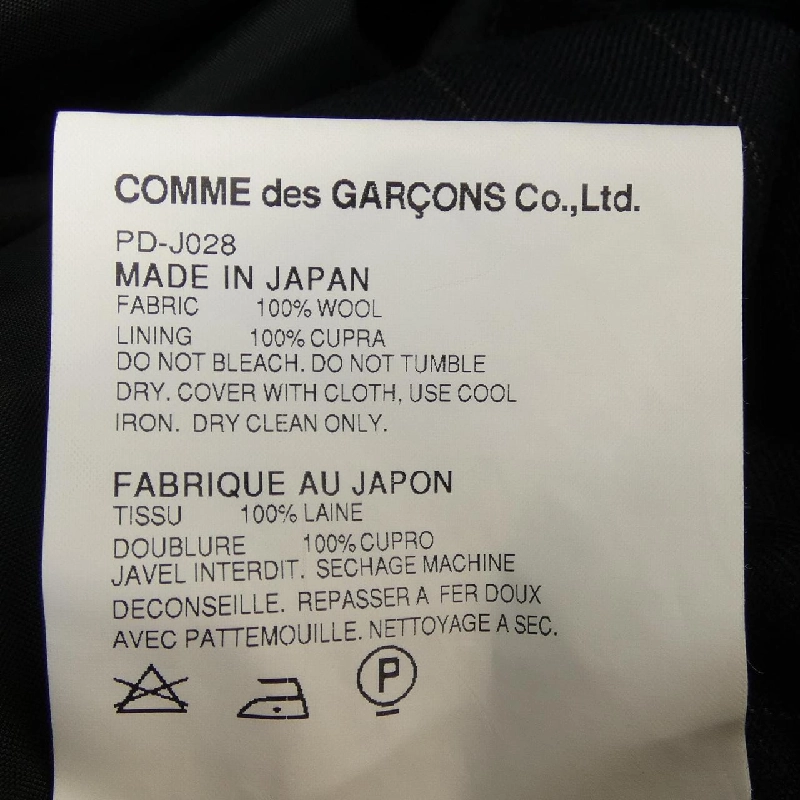 COMME des GARÇONS Co.,Ltd.
PD-J028
MADE IN JAPAN
FABRIC 100% WOOL
LINING 100% CUPRA
DO NOT BLEACH. DO NOT TUMBLE
DRY. COVER WITH CLOTH, USE COOL
IRON. DRY CLEAN ONLY.
FABRIQUE AU JAPON
TISSU 100% LAINE
DOUBLURE 100% CUPRO
JAVEL INTERDIT. SECHAGE MACHINE
DECONSEILLE. REPASSER A FER DOUX
AVEC PATTEMOUILLE. NETTOYAGE A SEC.
P